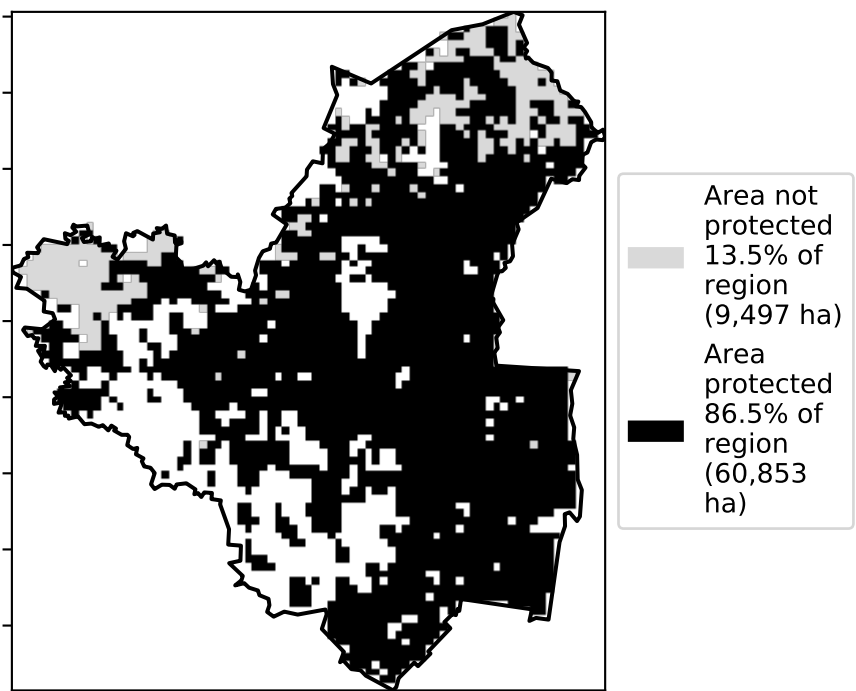 Area not
protected
13.5% of
region
(9,497 ha)
Area
protected
86.5% of
region
(60,853
ha)